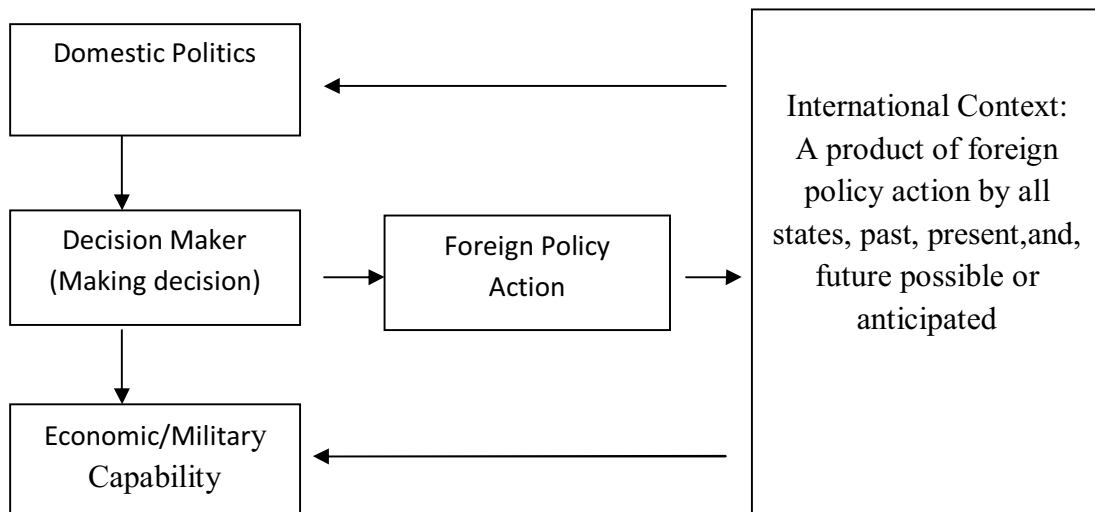 Domestic Politics
Decision Maker
(Making decision)
Economic/Military
Capability
Foreign Policy
Action
International Context:
A product of foreign
policy action by all
states, past, present,and,
future possible or
anticipated